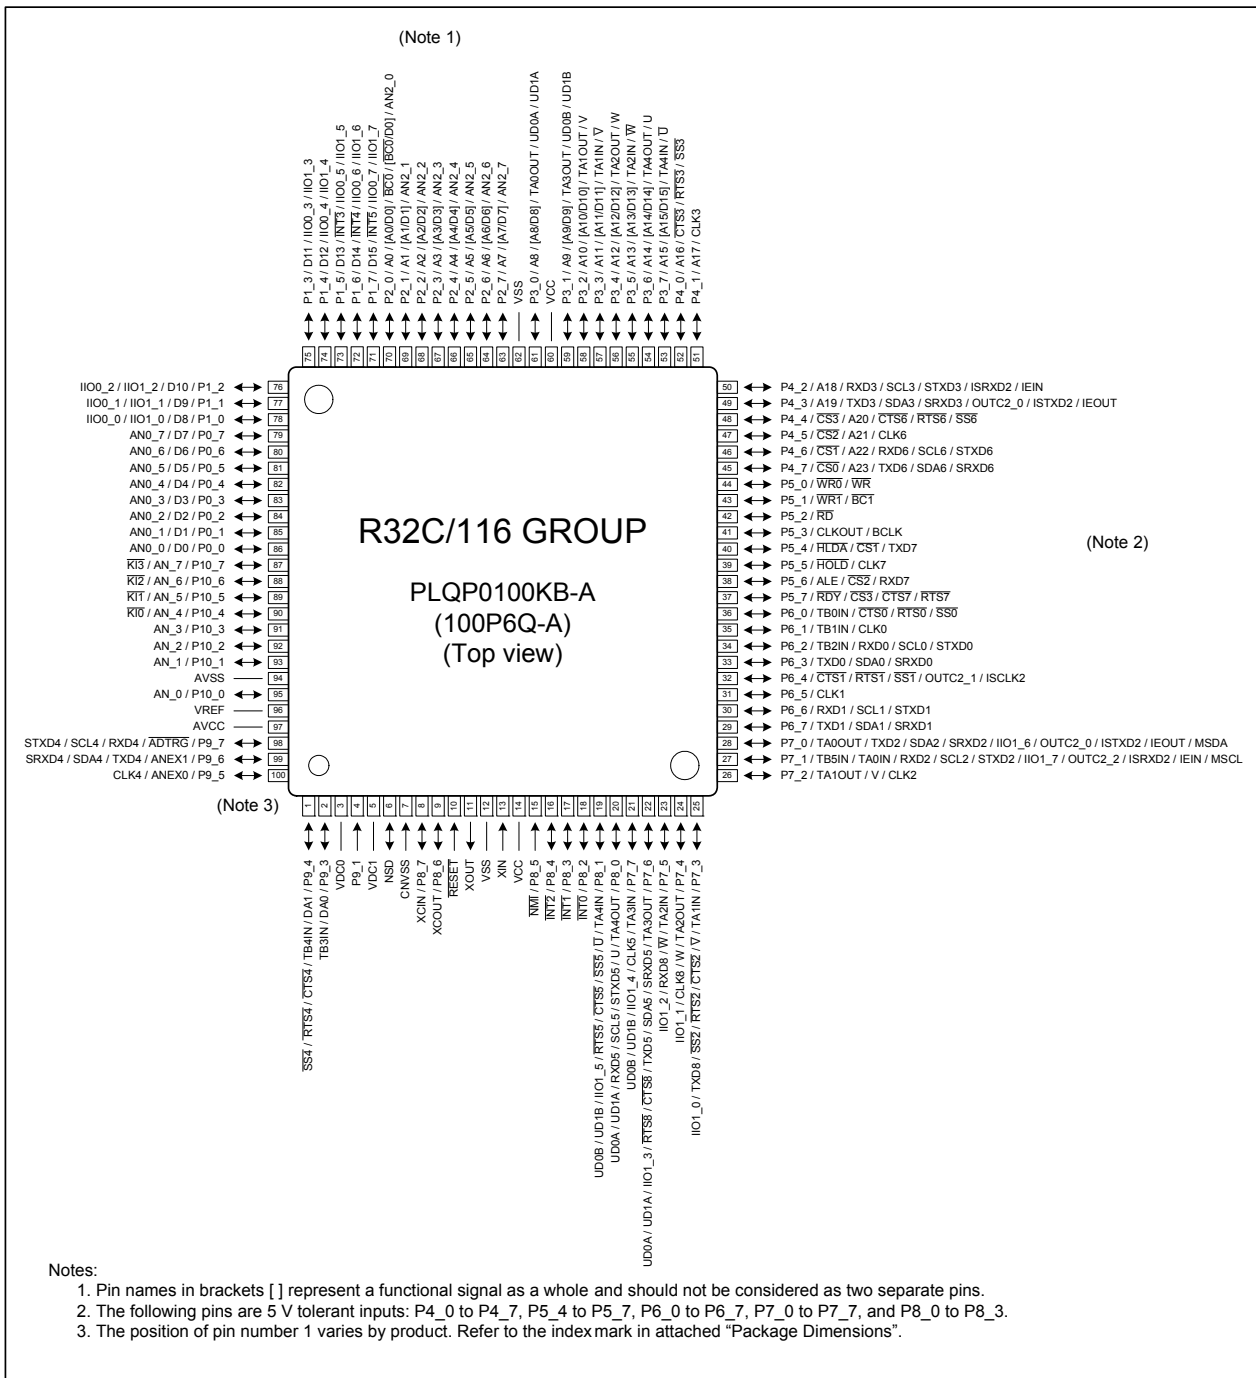 (Note 1)
P1_3 / D11 / IIO0_3 / IIO1_3
P1_4 / D12 / IIO0_4 / IIO1_4
P1_5 / D13 / INT3 / IIO0_5 / IIO1_5
P1_6 / D14 / INT4 / IIO0_6 / IIO1_6
P1_7 / D15 / INT5 / IIO0_7 / IIO1_7
P2_0 / A0 / [A0/D0] / BC0 / [BC0/D0] / AN2_0
P2_1 / A1 / [A1/D1] / AN2_1
P2_2 / A2 / [A2/D2] / AN2_2
P2_3 / A3 / [A3/D3] / AN2_3
P2_4 / A4 / [A4/D4] / AN2_4
P2_5 / A5 / [A5/D5] / AN2_5
P2_6 / A6 / [A6/D6] / AN2_6
P2_7 / A7 / [A7/D7] / AN2_7
VSS
P3_0 / A8 / [A8/D8] / TA0OUT / UD0A / UD1A
VCC
P3_1 / A9 / [A9/D9] / TA3OUT / UD0B / UD1B
P3_2 / A10 / [A10/D10] / TA1OUT / V
P3_3 / A11 / [A11/D11] / TA1IN / V
P3_4 / A12 / [A12/D12] / TA2OUT / W
P3_5 / A13 / [A13/D13] / TA2IN / W
P3_6 / A14 / [A14/D14] / TA4OUT / U
P3_7 / A15 / [A15/D15] / TA4IN / U
P4_0 / A16 / CTS3 / RTS3 / SS3
P4_1 / A17 / CLK3
75 74 73 72 71 70 69 68 67 66 65 64 63 62 61 60 59 58 57 56 55 54 53 52 51
IIO0_2 / IIO1_2 / D10 / P1_2 76
IIO0_1 / IIO1_1 / D9 / P1_1 77
IIO0_0 / IIO1_0 / D8 / P1_0 78
AN0_7 / D7 / P0_7 79
AN0_6 / D6 / P0_6 80
AN0_5 / D5 / P0_5 81
AN0_4 / D4 / P0_4 82
AN0_3 / D3 / P0_3 83
AN0_2 / D2 / P0_2 84
AN0_1 / D1 / P0_1 85
AN0_0 / D0 / P0_0 86
KI3 / AN_7 / P10_7 87
KI2 / AN_6 / P10_6 88
KI1 / AN_5 / P10_5 89
KI0 / AN_4 / P10_4 90
AN_3 / P10_3 91
AN_2 / P10_2 92
AN_1 / P10_1 93
AVSS 94
AN_0 / P10_0 95
VREF 96
AVCC 97
STXD4 / SCL4 / RXD4 / ADTRG / P9_7 98
SRXD4 / SDA4 / TXD4 / ANEX1 / P9_6 99
CLK4 / ANEX0 / P9_5 100
R32C/116 GROUP
PLQP0100KB-A
(100P6Q-A)
(Top view)
50 P4_2 / A18 / RXD3 / SCL3 / STXD3 / ISRXD2 / IEIN
49 P4_3 / A19 / TXD3 / SDA3 / SRXD3 / OUTC2_0 / ISTXD2 / IEOUT
48 P4_4 / CS3 / A20 / CTS6 / RTS6 / SS6
47 P4_5 / CS2 / A21 / CLK6
46 P4_6 / CS1 / A22 / RXD6 / SCL6 / STXD6
45 P4_7 / CS0 / A23 / TXD6 / SDA6 / SRXD6
44 P5_0 / WR0 / WR
43 P5_1 / WR1 / BC1
42 P5_2 / RD
41 P5_3 / CLKOUT / BCLK
40 P5_4 / HLDA / CS1 / TXD7
39 P5_5 / HOLD / CLK7
38 P5_6 / ALE / CS2 / RXD7
37 P5_7 / RDY / CS3 / CTS7 / RTS7
36 P6_0 / TB0IN / CTS0 / RTS0 / SS0
35 P6_1 / TB1IN / CLK0
34 P6_2 / TB2IN / RXD0 / SCL0 / STXD0
33 P6_3 / TXD0 / SDA0 / SRXD0
32 P6_4 / CTS1 / RTS1 / SS1 / OUTC2_1 / ISCLK2
31 P6_5 / CLK1
30 P6_6 / RXD1 / SCL1 / STXD1
29 P6_7 / TXD1 / SDA1 / SRXD1
28 P7_0 / TA0OUT / TXD2 / SDA2 / SRXD2 / IIO1_6 / OUTC2_0 / ISTXD2 / IEOUT / MSDA
27 P7_1 / TB5IN / TA0IN / RXD2 / SCL2 / STXD2 / IIO1_7 / OUTC2_2 / ISRXD2 / IEIN / MSCL
26 P7_2 / TA1OUT / V / CLK2
(Note 2)
(Note 3)
1 2 3 4 5 6 7 8 9 10 11 12 13 14 15 16 17 18 19 20 21 22 23 24 25
SS4 / RTS4 / CTS4 / TB4IN / DA1 / P9_4
TB3IN / DA0 / P9_3
VDC0
P9_1
VDC1
NSD
CNVSS
XCIN / P8_7
XCOUT / P8_6
RESET
XOUT
VSS
XIN
VCC
NMI / P8_5
INT2 / P8_4
INT1 / P8_3
INT0 / P8_2
UD0B / UD1B / IIO1_5 / RTS5 / CTS5 / SS5 / U / TA4IN / P8_1
UD0A / UD1A / RXD5 / SCL5 / STXD5 / U / TA4OUT / P8_0
UD0B / UD1B / IIO1_4 / CLK5 / TA3IN / P7_7
UD0A / UD1A / IIO1_3 / RTS8 / CTS8 / TXD5 / SDA5 / SRXD5 / TA3OUT / P7_6
IIO1_2 / RXD8 / W / TA2IN / P7_5
IIO1_1 / CLK8 / W / TA2OUT / P7_4
IIO1_0 / TXD8 / SS2 / RTS2 / CTS2 / V / TA1IN / P7_3
Notes:
1. Pin names in brackets [ ] represent a functional signal as a whole and should not be considered as two separate pins.
2. The following pins are 5 V tolerant inputs: P4_0 to P4_7, P5_4 to P5_7, P6_0 to P6_7, P7_0 to P7_7, and P8_0 to P8_3.
3. The position of pin number 1 varies by product. Refer to the index mark in attached “Package Dimensions”.